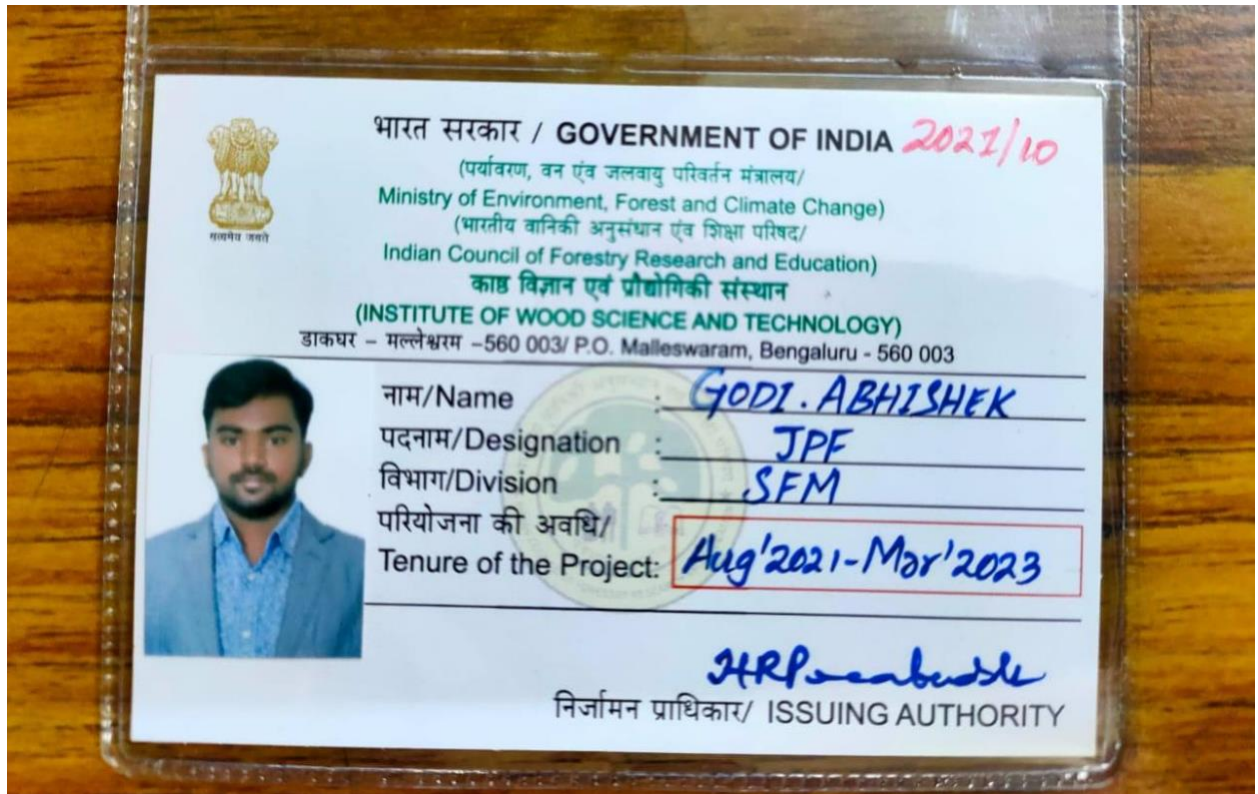 भारत सरकार / GOVERNMENT OF INDIA 2021/10
(पर्यावरण, वन एंव जलवायु परिवर्तन मंत्रालय/
Ministry of Environment, Forest and Climate Change)
(भारतीय वानिकी अनुसंधान एंव शिक्षा परिषद/
Indian Council of Forestry Research and Education)
काष्ठ विज्ञान एवं प्रौद्योगिकी संस्थान
(INSTITUTE OF WOOD SCIENCE AND TECHNOLOGY)
डाकघर – मल्लेश्वरम –560 003/ P.O. Malleswaram, Bengaluru - 560 003
सत्यमेव जयते
नाम/Name : GODI. ABHISHEK
पदनाम/Designation : JPF
विभाग/Division : SFM
परियोजना की अवधि/
Tenure of the Project: Aug'2021-Mar'2023
निर्जामन प्राधिकार/ ISSUING AUTHORITY